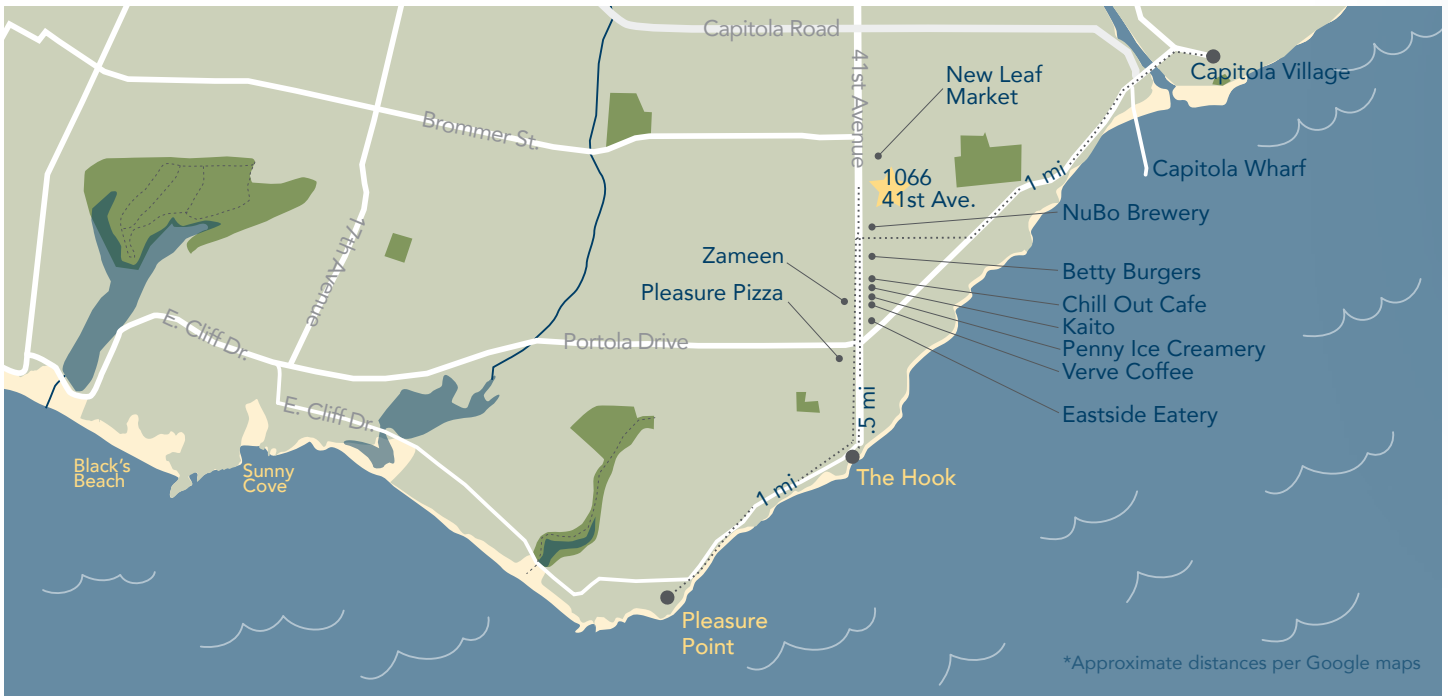 Capitola Road
41st Avenue
New Leaf
Market
Capitola Village
Brommer St.
1066
41st Ave.
1 mi
Capitola Wharf
NuBo Brewery
17th Avenue
Zameen
Betty Burgers
Pleasure Pizza
Chill Out Cafe
Kaito
E. Cliff Dr.
Portola Drive
Penny Ice Creamery
Verve Coffee
E. Cliff Dr.
.5 mi
Eastside Eatery
Black's
Beach
Sunny
Cove
The Hook
1 mi
Pleasure
Point
*Approximate distances per Google maps